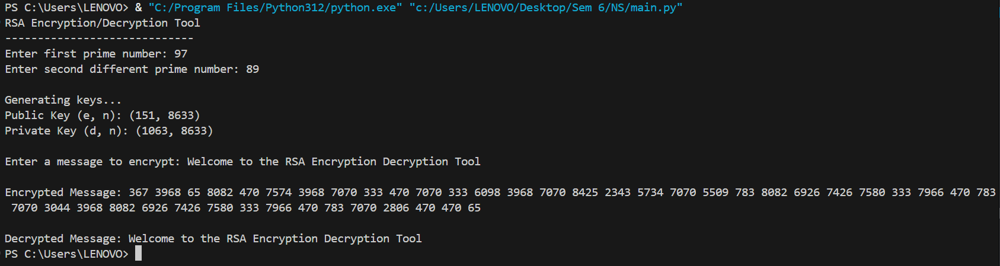 PS C:\Users\LENOVO> & "C:/Program Files/Python312/python.exe" "c:/Users/LENOVO/Desktop/Sem 6/NS/main.py"
RSA Encryption/Decryption Tool
-----------------------------
Enter first prime number: 97
Enter second different prime number: 89
Generating keys...
Public Key (e, n): (151, 8633)
Private Key (d, n): (1063, 8633)
Enter a message to encrypt: Welcome to the RSA Encryption Decryption Tool
Encrypted Message: 367 3968 65 8082 470 7574 3968 7070 333 470 7070 333 6098 3968 7070 8425 2343 5734 7070 5509 783 8082 6926 7426 7580 333 7966 470 783
7070 3044 3968 8082 6926 7426 7580 333 7966 470 783 7070 2806 470 470 65
Decrypted Message: Welcome to the RSA Encryption Decryption Tool
PS C:\Users\LENOVO>